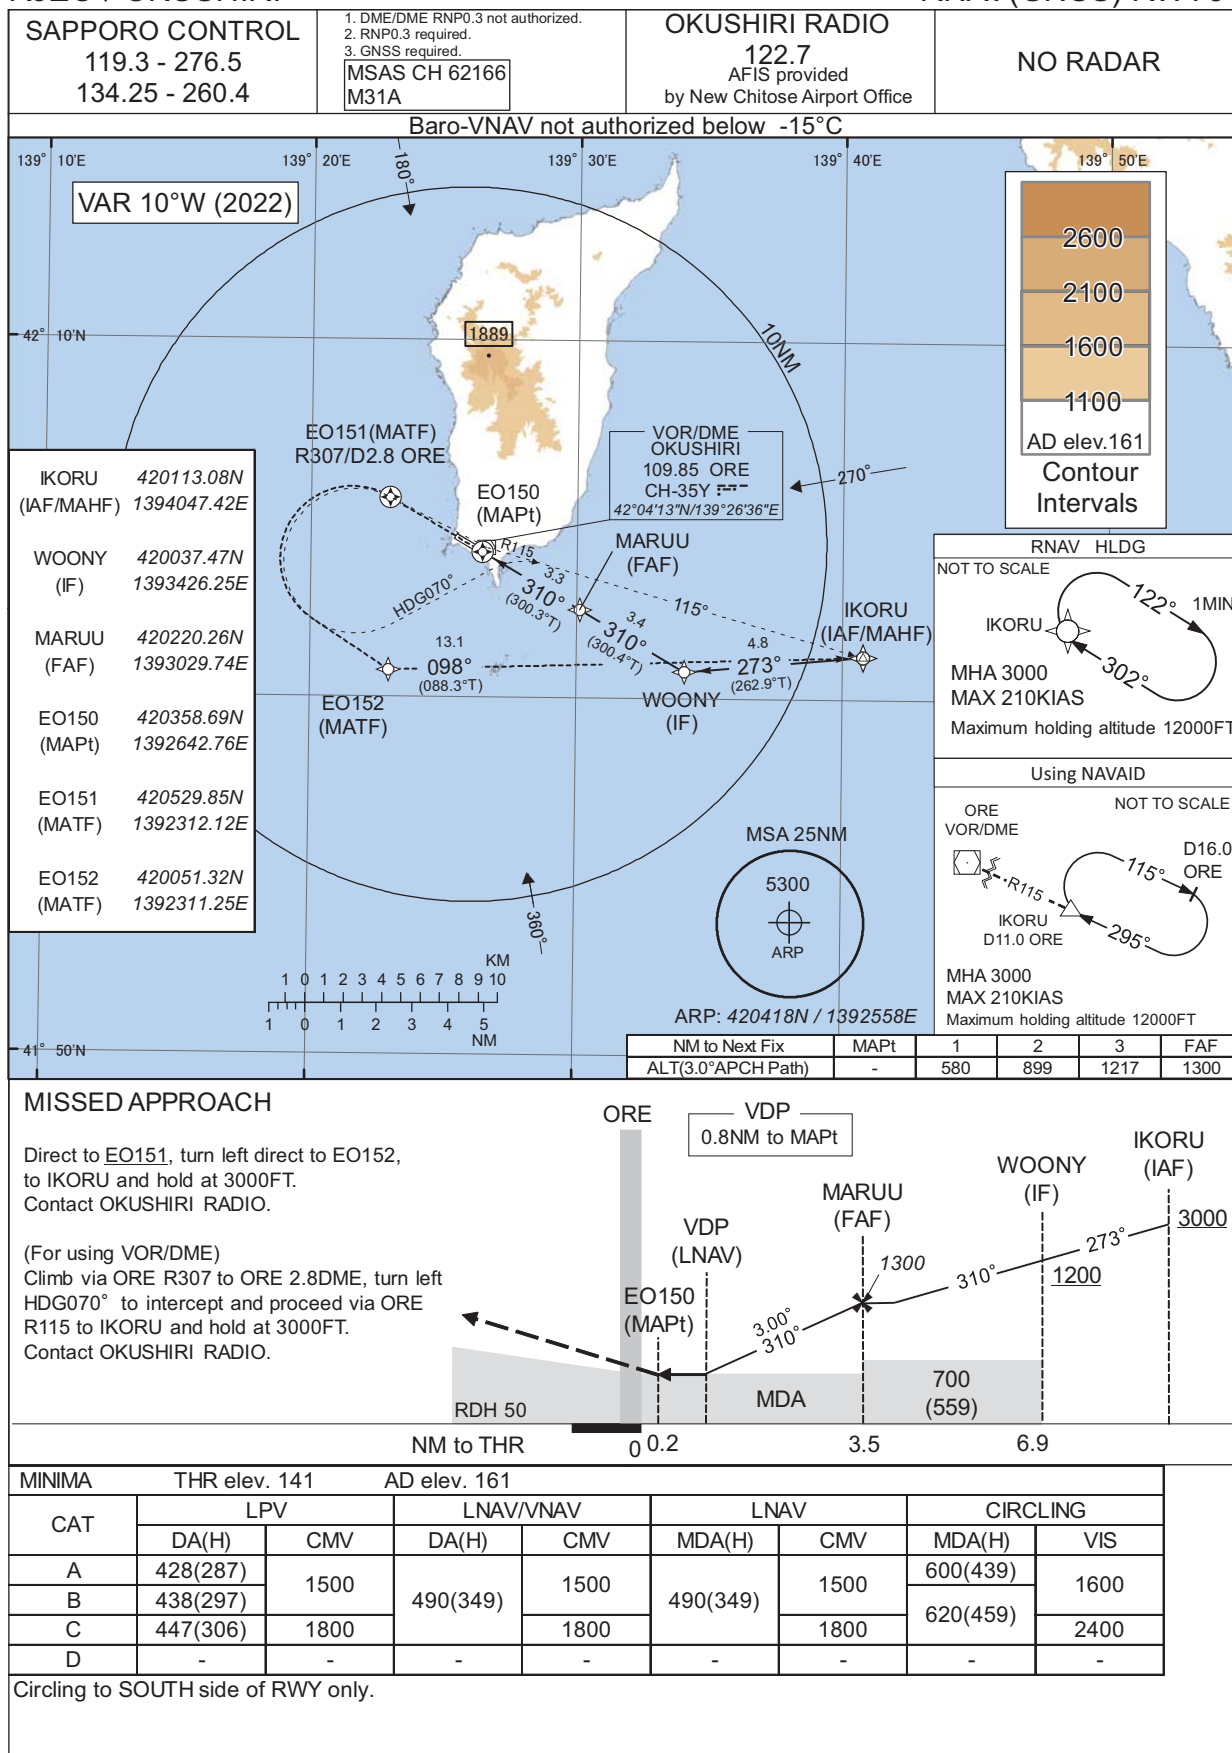 SAPPORO CONTROL
119.3 - 276.5
134.25 - 260.4
1. DME/DME RNP0.3 not authorized.
2. RNP0.3 required.
3. GNSS required.
MSAS CH 62166
M31A
OKUSHIRI RADIO
122.7
AFIS provided
by New Chitose Airport Office
NO RADAR
Baro-VNAV not authorized below -15°C
139° 10'E
139° 20'E
139° 30'E
139° 40'E
139° 50'E
180°
VAR 10°W (2022)
2600
2100
1600
1100
AD elev.161
Contour
Intervals
42° 10'N
1889
10NM
EO151(MATF)
R307/D2.8 ORE
EO150
(MAPt)
VOR/DME
OKUSHIRI
109.85 ORE
CH-35Y
42°04'13"N/139°26'36"E
270°
MARUU
(FAF)
R115
3.3
310°
(300.3°T)
HDG070°
115°
3.4
310°
(300.4°T)
IKORU
(IAF/MAHF)
4.8
273°
(262.9°T)
13.1
098°
(088.3°T)
EO152
(MATF)
WOONY
(IF)
IKORU 420113.08N
(IAF/MAHF) 1394047.42E
WOONY 420037.47N
(IF) 1393426.25E
MARUU 420220.26N
(FAF) 1393029.74E
EO150 420358.69N
(MAPt) 1392642.76E
EO151 420529.85N
(MATF) 1392312.12E
EO152 420051.32N
(MATF) 1392311.25E
RNAV HLDG
NOT TO SCALE
122°
1MIN
IKORU
302°
MHA 3000
MAX 210KIAS
Maximum holding altitude 12000FT
Using NAVAID
NOT TO SCALE
ORE
VOR/DME
D16.0
ORE
115°
R115
IKORU
D11.0 ORE
295°
MHA 3000
MAX 210KIAS
Maximum holding altitude 12000FT
MSA 25NM
5300
ARP
ARP: 420418N / 1392558E
360°
KM
1 0 1 2 3 4 5 6 7 8 9 10
1 0 1 2 3 4 5
NM
41° 50'N
NM to Next Fix MAPt 1 2 3 FAF
ALT(3.0°APCH Path) - 580 899 1217 1300
MISSED APPROACH
Direct to EO151, turn left direct to EO152,
to IKORU and hold at 3000FT.
Contact OKUSHIRI RADIO.
(For using VOR/DME)
Climb via ORE R307 to ORE 2.8DME, turn left
HDG070° to intercept and proceed via ORE
R115 to IKORU and hold at 3000FT.
Contact OKUSHIRI RADIO.
ORE
VDP
0.8NM to MAPt
IKORU
(IAF)
WOONY
(IF)
MARUU
(FAF)
VDP
(LNAV)
EO150
(MAPt)
3000
273°
1200
310°
1300
3.00°
310°
MDA
700
(559)
RDH 50
NM to THR 0 0.2 3.5 6.9
MINIMA THR elev. 141 AD elev. 161
CAT LPV LNAV/VNAV LNAV CIRCLING
DA(H) CMV DA(H) CMV MDA(H) CMV MDA(H) VIS
A 428(287) 1500 490(349) 1500 490(349) 1500 600(439) 1600
B 438(297) 620(459)
C 447(306) 1800 1800 1800 2400
D - - - - - - - -
Circling to SOUTH side of RWY only.